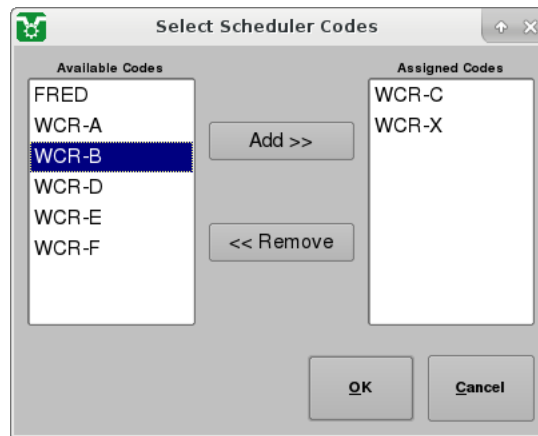 Select Scheduler Codes
Available Codes
FRED
WCR-A
WCR-B
WCR-D
WCR-E
WCR-F
Add >>
<< Remove
Assigned Codes
WCR-C
WCR-X
OK
Cancel